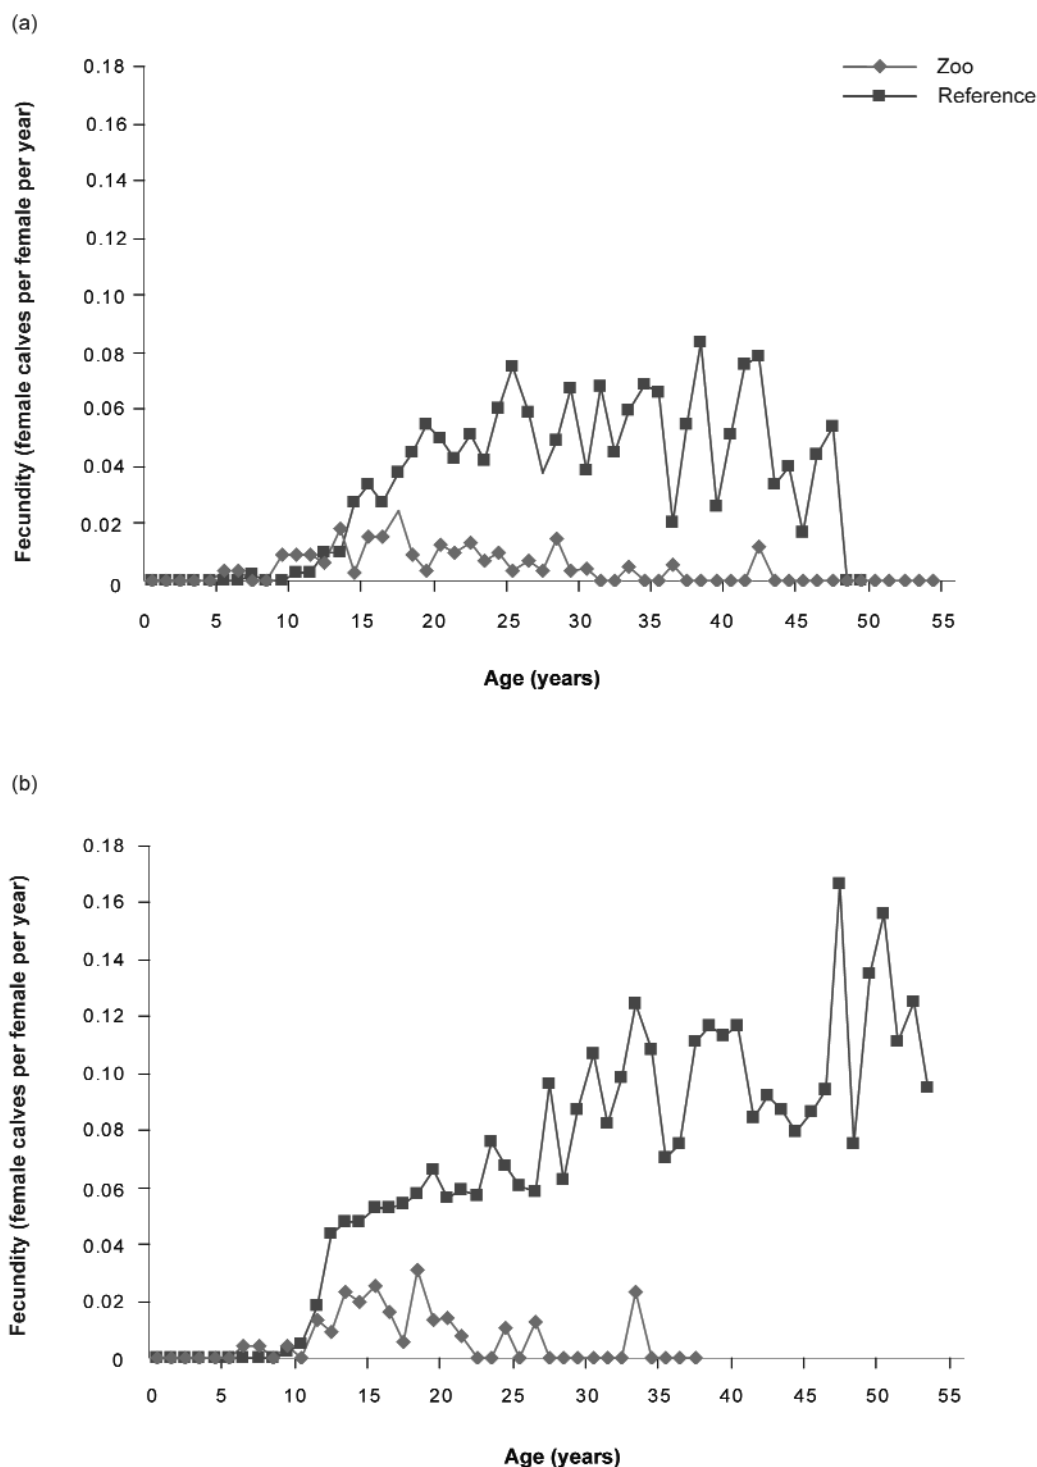 (a)
Zoo
Reference
Fecundity (female calves per female per year)
0.18
0.16
0.14
0.12
0.10
0.08
0.06
0.04
0.02
0
0 5 10 15 20 25 30 35 40 45 50 55
Age (years)
(b)
Fecundity (female calves per female per year)
0.18
0.16
0.14
0.12
0.10
0.08
0.06
0.04
0.02
0
0 5 10 15 20 25 30 35 40 45 50 55
Age (years)